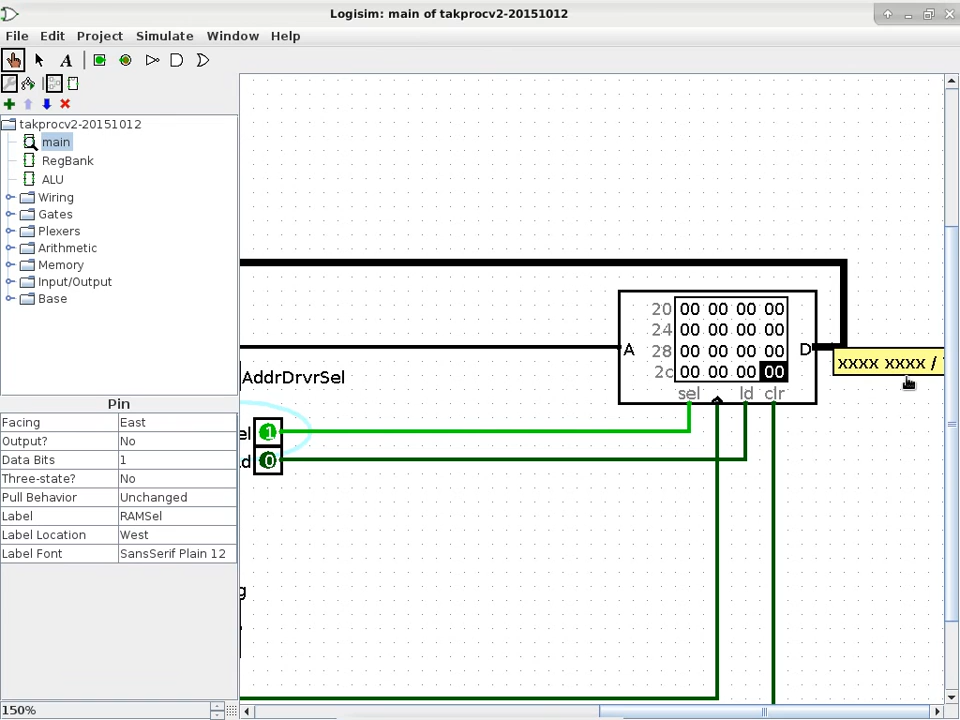 Logisim: main of takprocv2-20151012
File Edit Project Simulate Window Help
A
takprocv2-20151012
main
RegBank
ALU
Wiring
Gates
Plexers
Arithmetic
Memory
Input/Output
Base
Pin
Facing East
Output? No
Data Bits 1
Three-state? No
Pull Behavior Unchanged
Label RAMSel
Label Location West
Label Font SansSerif Plain 12
150%
20 00 00 00 00
24 00 00 00 00
28 00 00 00 00
2c 00 00 00 00
A
D
sel ld clr
xxxx xxxx /
AddrDrvrSel
el 1
d 0
g